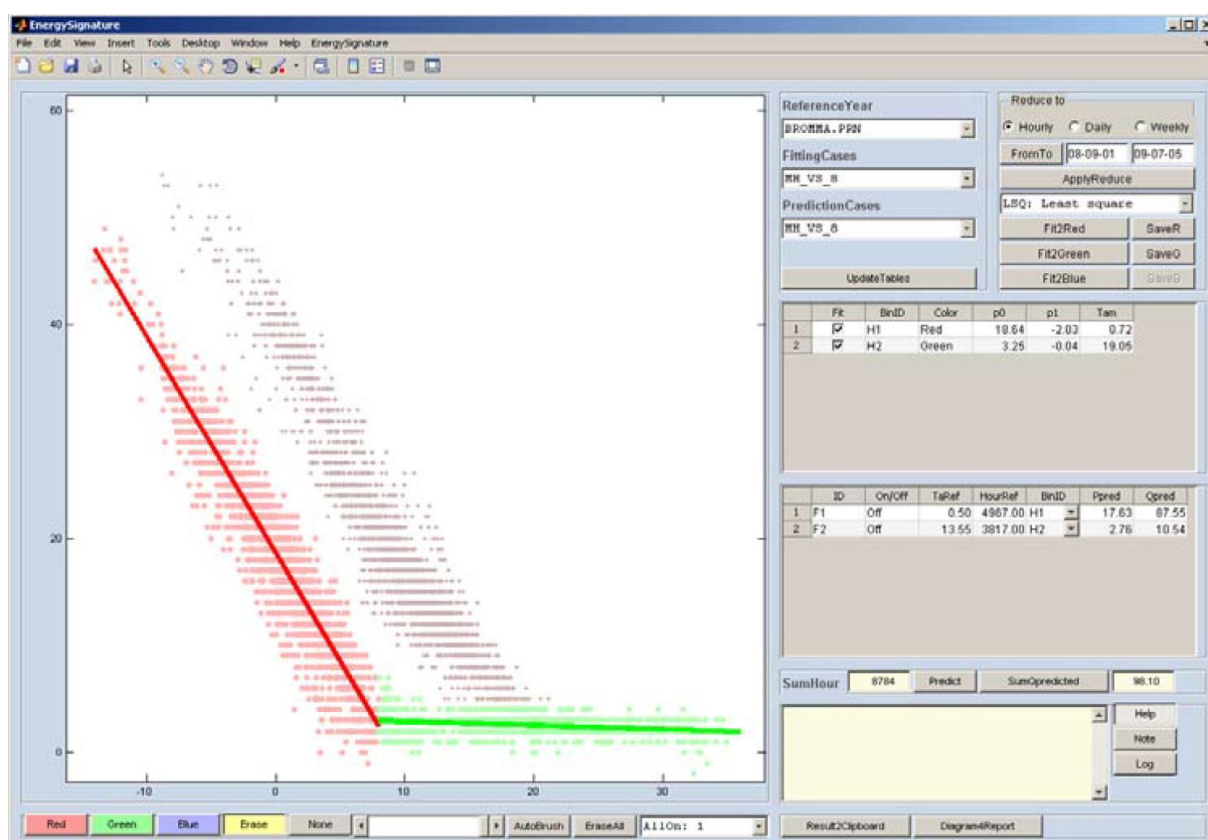 EnergySignature
File Edit View Insert Tools Desktop Window Help EnergySignature
60
40
20
0
-10 0 10 20 30
ReferenceYear
BROMMA.PRN
FittingCases
MH_VS_8
PredictionCases
MH_VS_8
UpdateTables
Reduce to
Hourly Daily Weekly
FromTo 08-09-01 09-07-05
ApplyReduce
LSQ: Least square
Fit2Red SaveR
Fit2Green SaveG
Fit2Blue SaveB
Fit BinID Color p0 p1 Tam
1 H1 Red 18.64 -2.03 0.72
2 H2 Green 3.25 -0.04 19.05
ID On/Off TaRef HourRef BinID Ppred Qpred
1 F1 Off 0.50 4967.00 H1 17.63 87.55
2 F2 Off 13.55 3817.00 H2 2.76 10.54
SumHour 8784 Predict SumQpredicted 98.10
Help
Note
Log
Red Green Blue Erase None AutoBrush EraseAll AllOn: 1
Result2Clipboard Diagram4Report